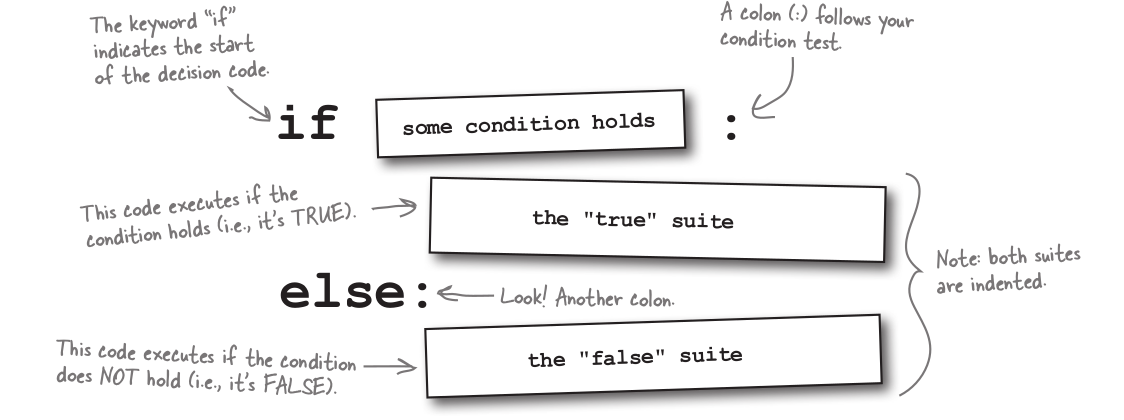 The keyword “if”
indicates the start
of the decision code.
A colon (:) follows your
condition test.
if some condition holds :
This code executes if the
condition holds (i.e., it's TRUE).
the "true" suite
Note: both suites
are indented.
else:
Look! Another colon.
This code executes if the condition
does NOT hold (i.e., it's FALSE).
the "false" suite